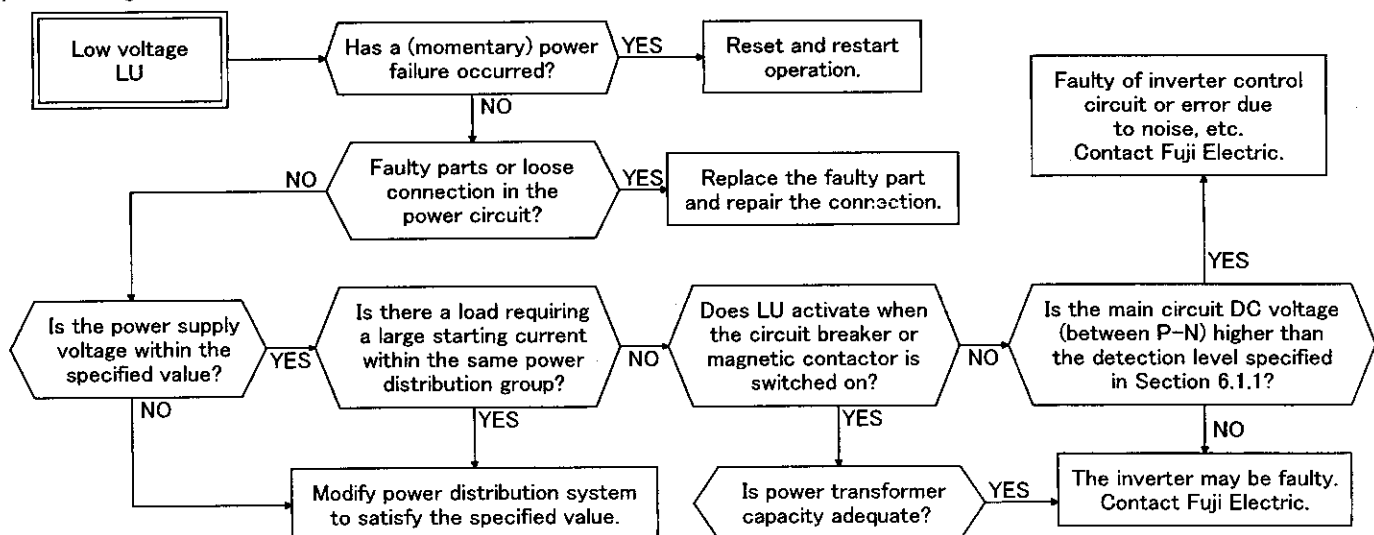 Low voltage
LU
Has a (momentary) power
failure occurred?
YES
Reset and restart
operation.
NO
Faulty of inverter control
circuit or error due
to noise, etc.
Contact Fuji Electric.
NO
Faulty parts or loose
connection in the
power circuit?
YES
Replace the faulty part
and repair the connection.
YES
Is the power supply
voltage within the
specified value?
YES
Is there a load requiring
a large starting current
within the same power
distribution group?
NO
Does LU activate when
the circuit breaker or
magnetic contactor is
switched on?
NO
Is the main circuit DC voltage
(between P-N) higher than
the detection level specified
in Section 6.1.1?
NO
YES
YES
NO
Modify power distribution system
to satisfy the specified value.
Is power transformer
capacity adequate?
YES
The inverter may be faulty.
Contact Fuji Electric.